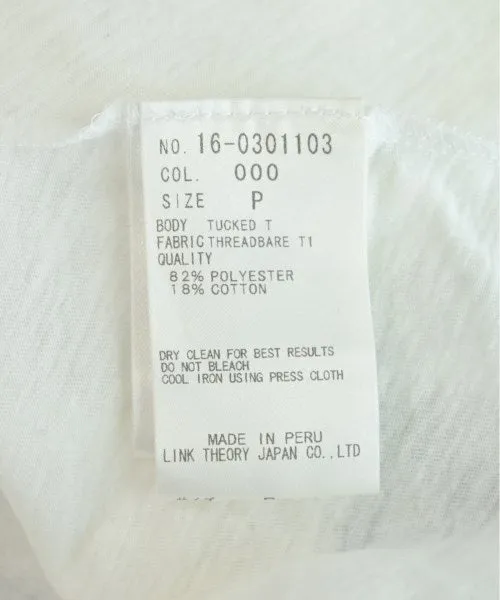 NO. 16-0301103
COL. 000
SIZE P
BODY TUCKED T
FABRIC THREADBARE T1
QUALITY
82% POLYESTER
18% COTTON
DRY CLEAN FOR BEST RESULTS
DO NOT BLEACH
COOL IRON USING PRESS CLOTH
MADE IN PERU
LINK THEORY JAPAN CO.,LTD